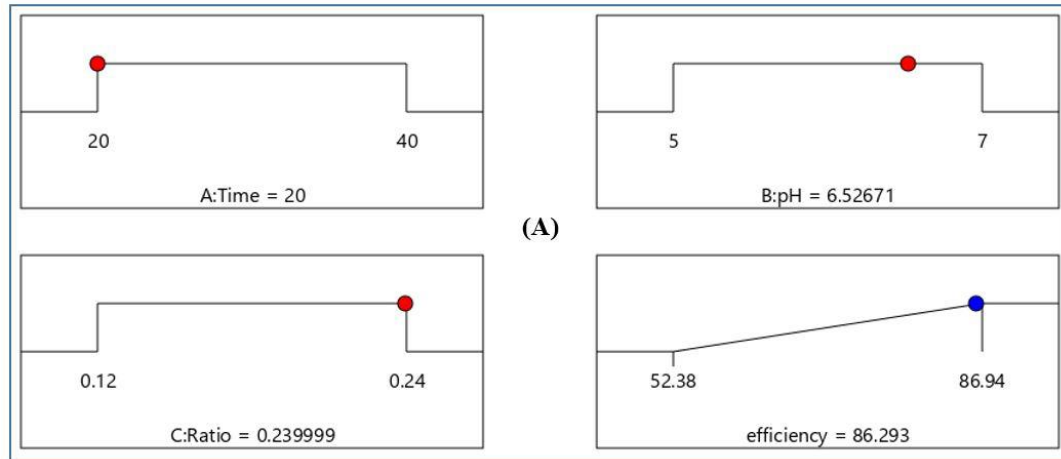 20 40
A:Time = 20
5 7
B:pH = 6.52671
(A)
0.12 0.24
C:Ratio = 0.239999
52.38 86.94
efficiency = 86.293